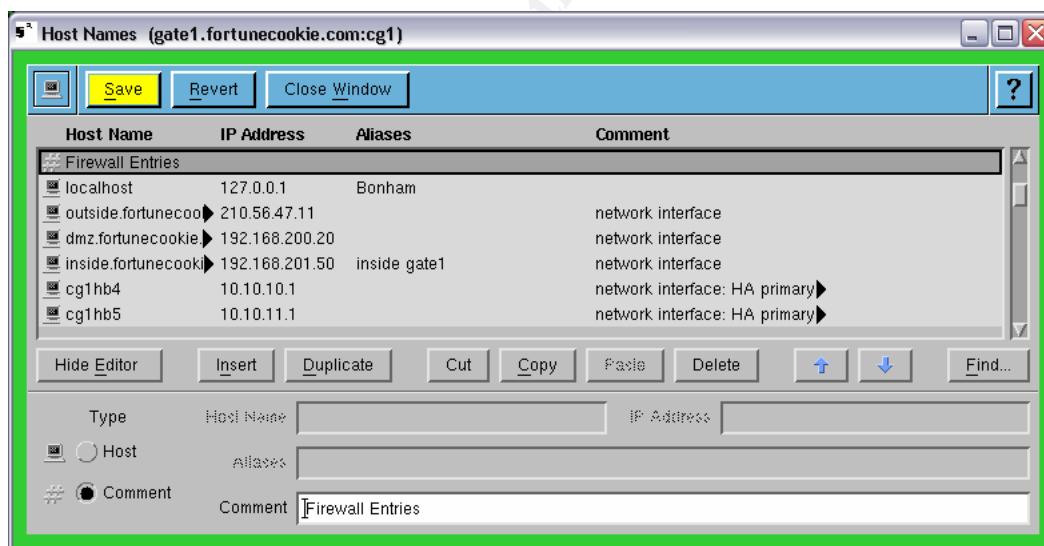 Host Names (gate1.fortunecookie.com:cg1)
Save Revert Close Window ?
Host Name IP Address Aliases Comment
# Firewall Entries
localhost 127.0.0.1 Bonham
outside.fortunecoo 210.56.47.11 network interface
dmz.fortunecookie. 192.168.200.20 network interface
inside.fortunecooki 192.168.201.50 inside gate1 network interface
cg1hb4 10.10.10.1 network interface: HA primary
cg1hb5 10.10.11.1 network interface: HA primary
Hide Editor Insert Duplicate Cut Copy Paste Delete Find...
Type Host Name IP Address
Host Aliases
# Comment
Comment Firewall Entries